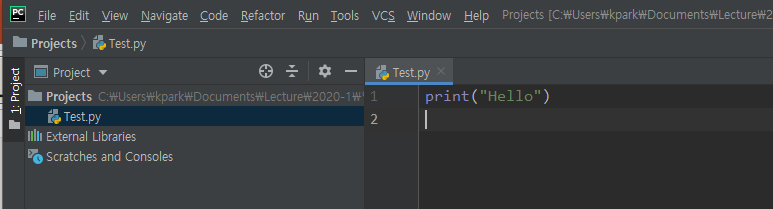 PC File Edit View Navigate Code Refactor Run Tools VCS Window Help Projects [C:₩Users₩kpark₩Documents₩Lecture₩2
Projects Test.py
1: Project
Project Test.py
Projects C:₩Users₩kpark₩Documents₩Lecture₩2020-1₩
1 print("Hello")
Test.py
2
External Libraries
Scratches and Consoles